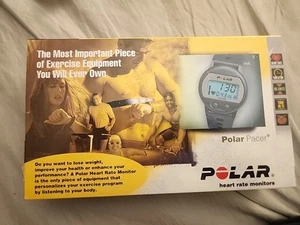 The Most Important Piece
of Exercise Equipment
You Will Ever Own.
POLAR
130
Polar Pacer
Do you want to lose weight,
improve your health or enhance your
performance? A Polar Heart Rate Monitor
is the only piece of equipment that
personalizes your exercise program
by listening to your body.
POLAR
heart rate monitors